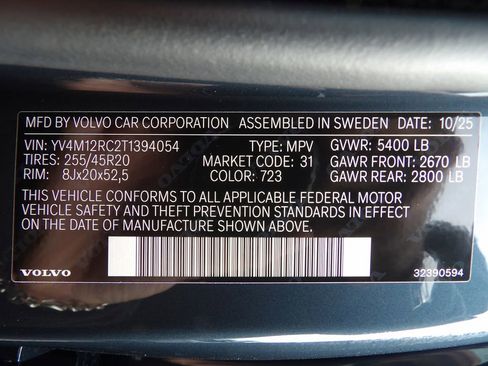 MFD BY VOLVO CAR CORPORATION ASSEMBLED IN SWEDEN DATE: 10/25
VIN: YV4M12RC2T1394054 TYPE: MPV GVWR: 5400 LB
TIRES: 255/45R20 MARKET CODE: 31 GAWR FRONT: 2670 LB
RIM: 8Jx20x52,5 COLOR: 723 GAWR REAR: 2800 LB
THIS VEHICLE CONFORMS TO ALL APPLICABLE FEDERAL MOTOR
VEHICLE SAFETY AND THEFT PREVENTION STANDARDS IN EFFECT
ON THE DATE OF MANUFACTURE SHOWN ABOVE.
VOLVO 32390594